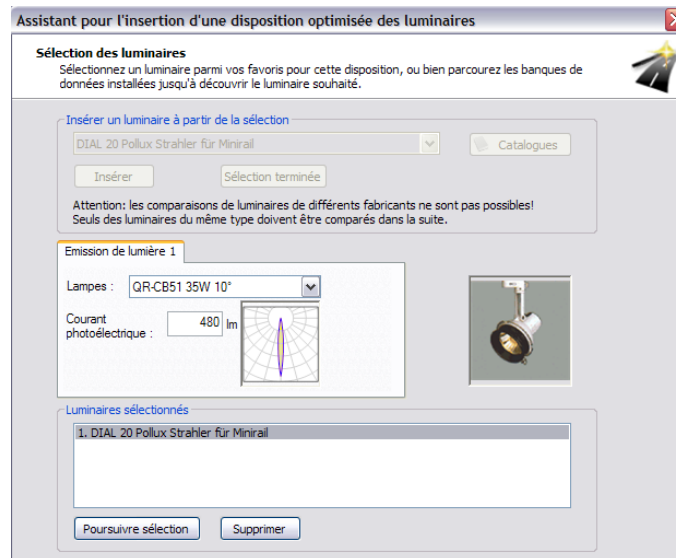 Assistant pour l'insertion d'une disposition optimisée des luminaires
Sélection des luminaires
Sélectionnez un luminaire parmi vos favoris pour cette disposition, ou bien parcourez les banques de
données installées jusqu'à découvrir le luminaire souhaité.
Insérer un luminaire à partir de la sélection
DIAL 20 Pollux Strahler für Minirail
Catalogues
Insérer
Sélection terminée
Attention: les comparaisons de luminaires de différents fabricants ne sont pas possibles!
Seuls des luminaires du même type doivent être comparés dans la suite.
Emission de lumière 1
Lampes : QR-CB51 35W 10°
Courant
photoélectrique : 480 lm
Luminaires sélectionnés
1. DIAL 20 Pollux Strahler für Minirail
Poursuivre sélection
Supprimer